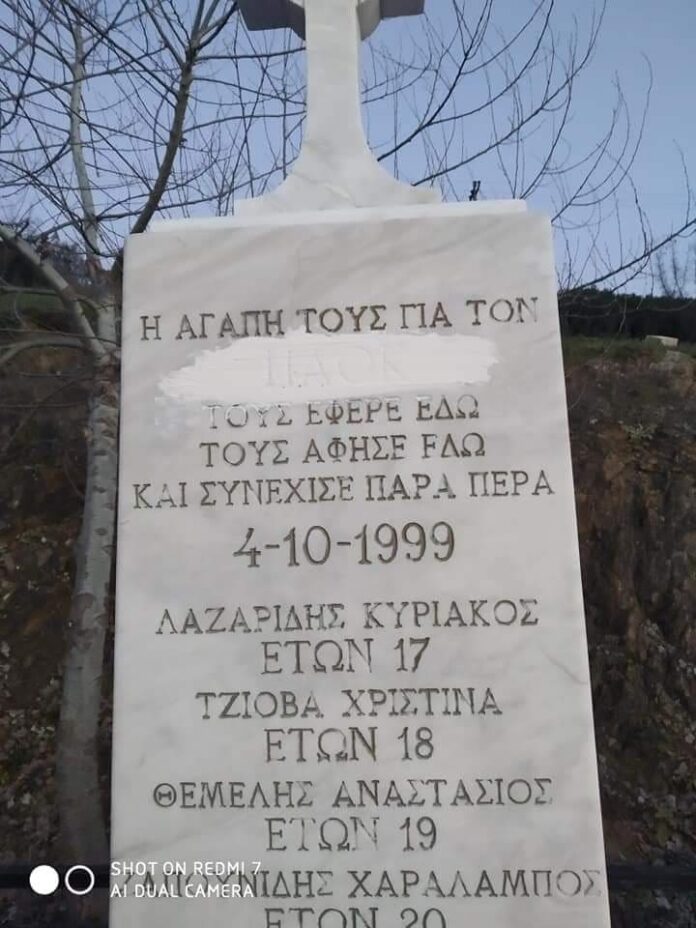 Η ΑΓΑΠΗ ΤΟΥΣ ΓΙΑ ΤΟΝ
ΠΑΟΚ
ΤΟΥΣ ΕΦΕΡΕ ΕΔΩ
ΤΟΥΣ ΑΦΗΣΕ ΕΔΩ
ΚΑΙ ΣΥΝΕΧΙΣΕ ΠΑΡΑ ΠΕΡΑ
4-10-1999
ΛΑΖΑΡΙΔΗΣ ΚΥΡΙΑΚΟΣ
ΕΤΩΝ 17
ΤΖΙΟΒΑ ΧΡΙΣΤΙΝΑ
ΕΤΩΝ 18
ΘΕΜΕΛΗΣ ΑΝΑΣΤΑΣΙΟΣ
ΕΤΩΝ 19
ΧΑΡΑΛΑΜΠΟΣ
ΕΤΩΝ 20
SHOT ON REDMI 7
AI DUAL CAMERA